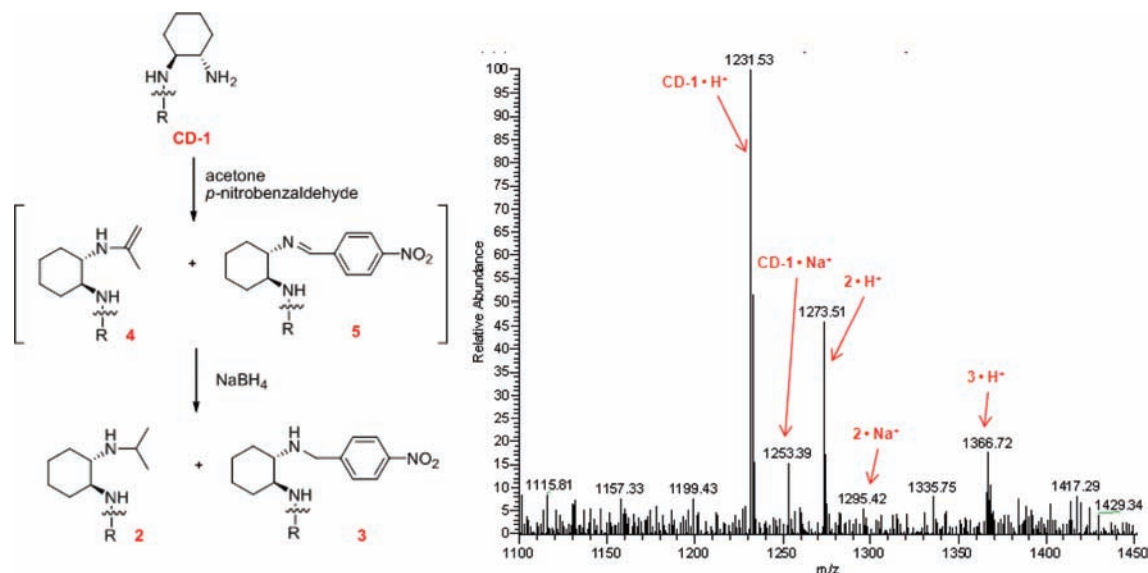 HN
NH2
R
CD-1
acetone
p-nitrobenzaldehyde
H
N
NH
R
4
+
N
NO2
NH
R
5
NaBH4
H
N
NH
R
2
+
H
N
NO2
NH
R
3
Relative Abundance
100
95
90
85
80
75
70
65
60
55
50
45
40
35
30
25
20
15
10
5
0
1231.53
CD-1 • H+
CD-1 • Na+
2 • H+
1273.51
3 • H+
1366.72
2 • Na+
1253.39
1295.42
1115.81
1157.33
1199.43
1335.75
1417.29
1429.34
1100
1150
1200
1250
1300
1350
1400
1450
m/z